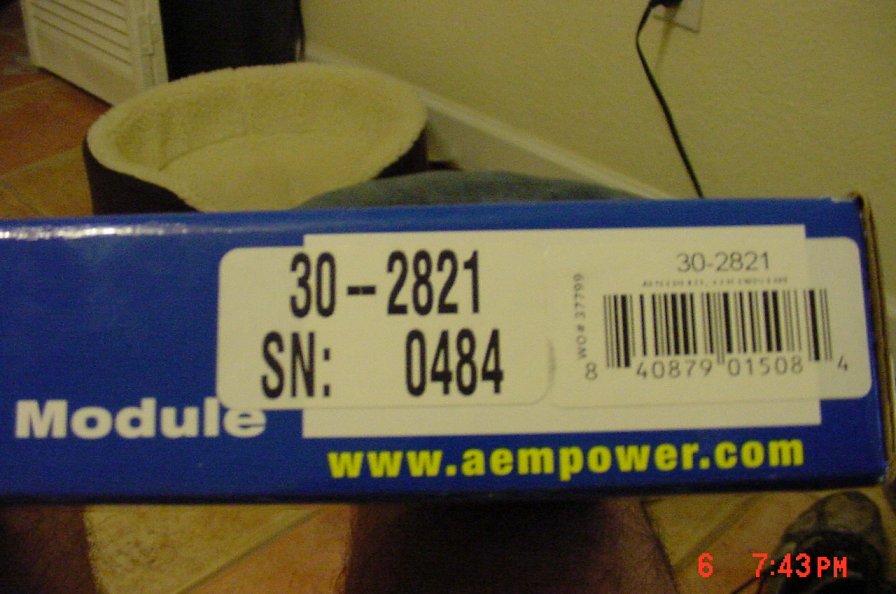 30--2821
SN: 0484
30-2821
WO# 37799
8 40879 01508 4
Module
www.aempower.com
6 7:43PM